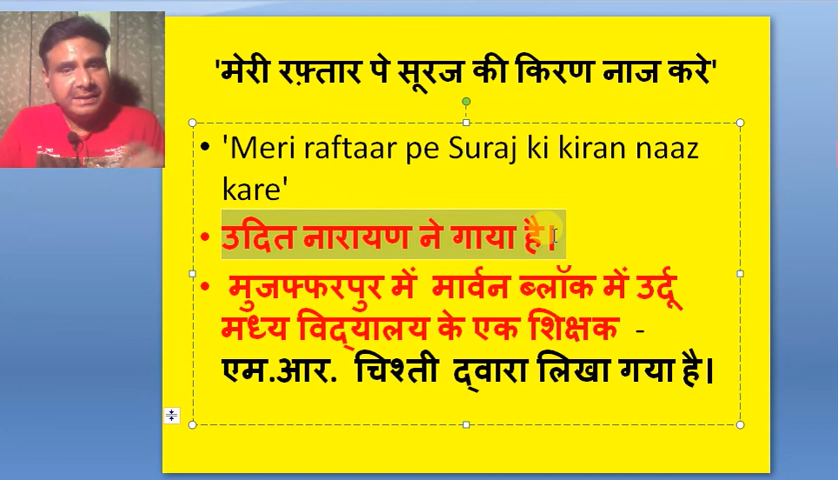 'मेरी रफ़्तार पे सूरज की किरण नाज करे'
• 'Meri raftaar pe Suraj ki kiran naaz
kare'
• उदित नारायण ने गाया है।
• मुजफ्फरपुर में मार्वन ब्लॉक में उर्दू
मध्य विद्यालय के एक शिक्षक -
एम.आर. चिश्ती द्वारा लिखा गया है।